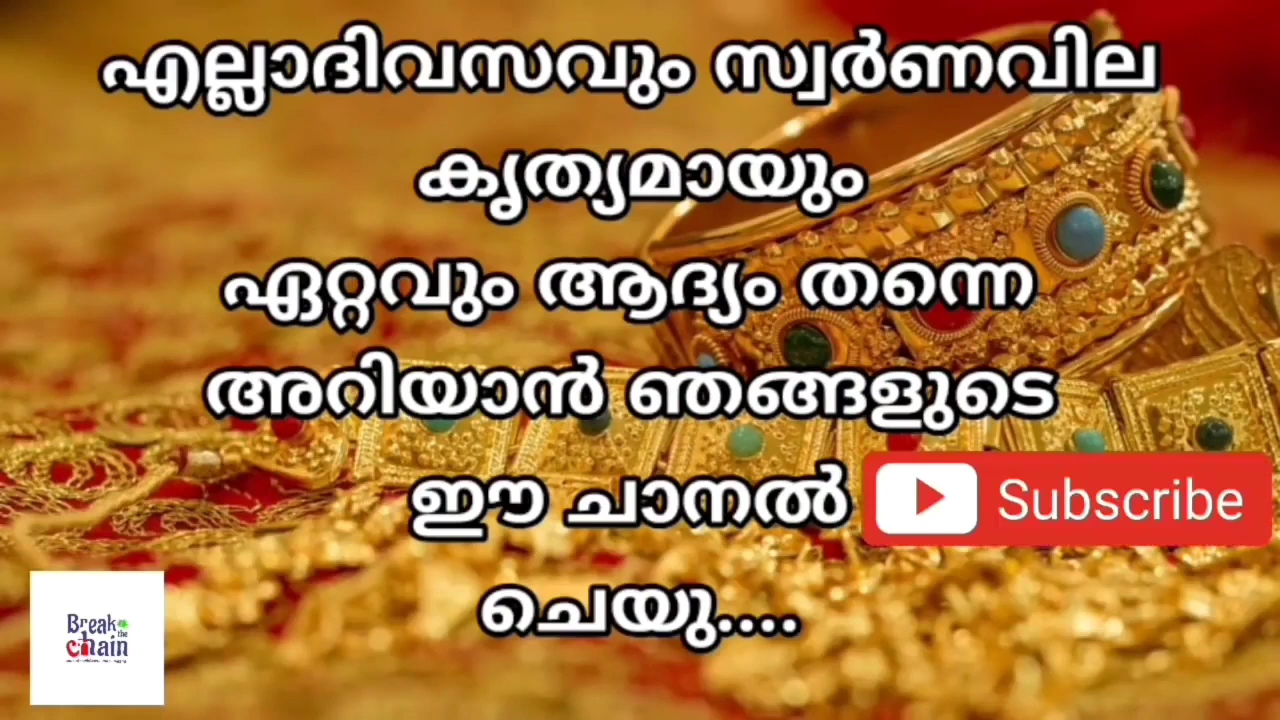 എല്ലാദിവസവും സ്വർണവില
കൃത്യമായും
ഏറ്റവും ആദ്യം തന്നെ
അറിയാൻ ഞങ്ങളുടെ
ഈ ചാനൽ Subscribe
ചെയു....
Break
the
chain